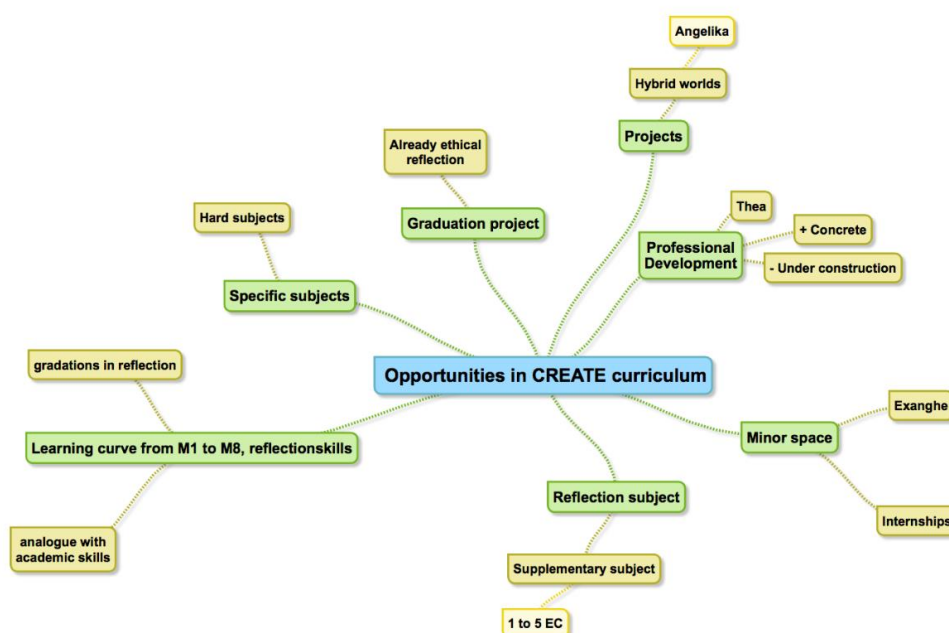 Angelika
Hybrid worlds
Projects
Already ethical
reflection
Graduation project
Thea
+ Concrete
Professional
Development
- Under construction
Hard subjects
Specific subjects
Opportunities in CREATE curriculum
gradations in reflection
Learning curve from M1 to M8, reflectionskills
analogue with
academic skills
Exanghe
Minor space
Internships
Reflection subject
Supplementary subject
1 to 5 EC